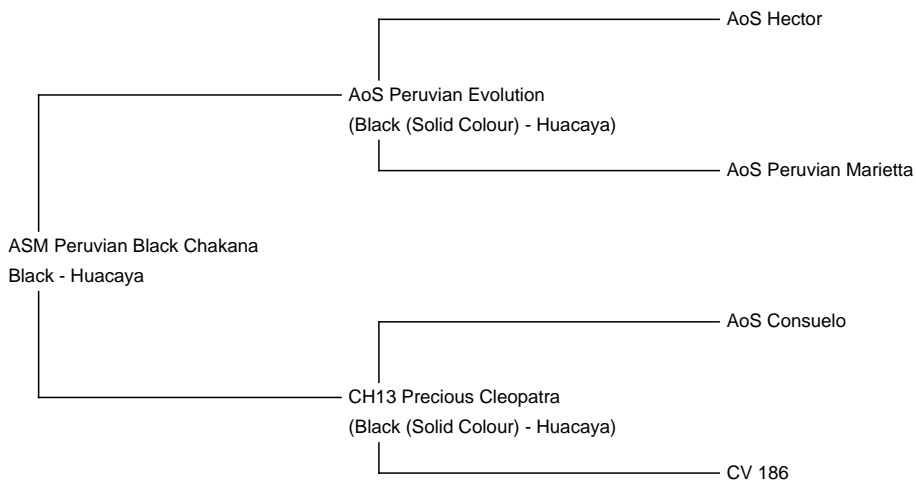 AoS Hector
AoS Peruvian Evolution
(Black (Solid Colour) - Huacaya)
AoS Peruvian Marietta
ASM Peruvian Black Chakana
Black - Huacaya
AoS Consuelo
CH13 Precious Cleopatra
(Black (Solid Colour) - Huacaya)
CV 186